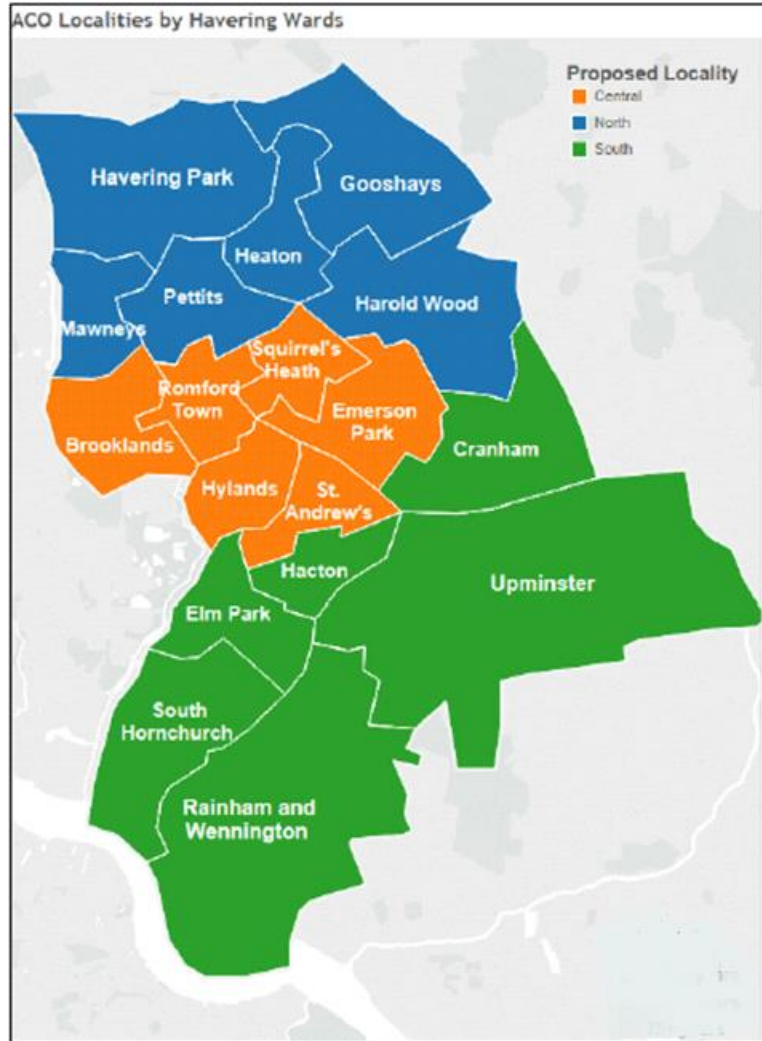 ACO Localities by Havering Wards
Proposed Locality
Central
North
South
Havering Park
Gooshays
Heaton
Pettits
Harold Wood
Mawneys
Squirrel's
Heath
Romford
Town
Emerson
Park
Brooklands
Cranham
Hylands
St.
Andrew's
Hacton
Upminster
Elm Park
South
Hornchurch
Rainham and
Wennington